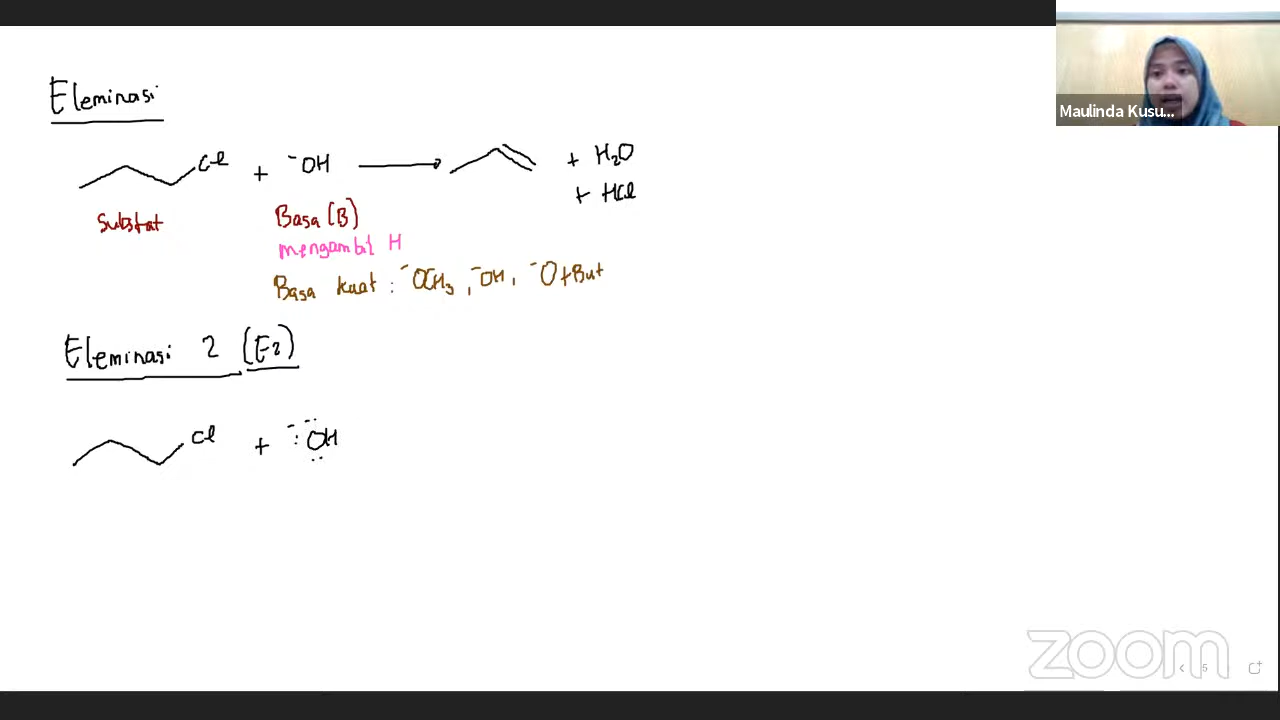 Eleminasi
Cl + ⁻OH → + H₂O
+ HCl
Substrat
Basa (B)
mengambil H
Basa kuat : ⁻OCH₃, ⁻OH, ⁻OtBut
Eleminasi 2 (E₂)
Cl + ⁻:OH
Maulinda Kusu...
zoom
5